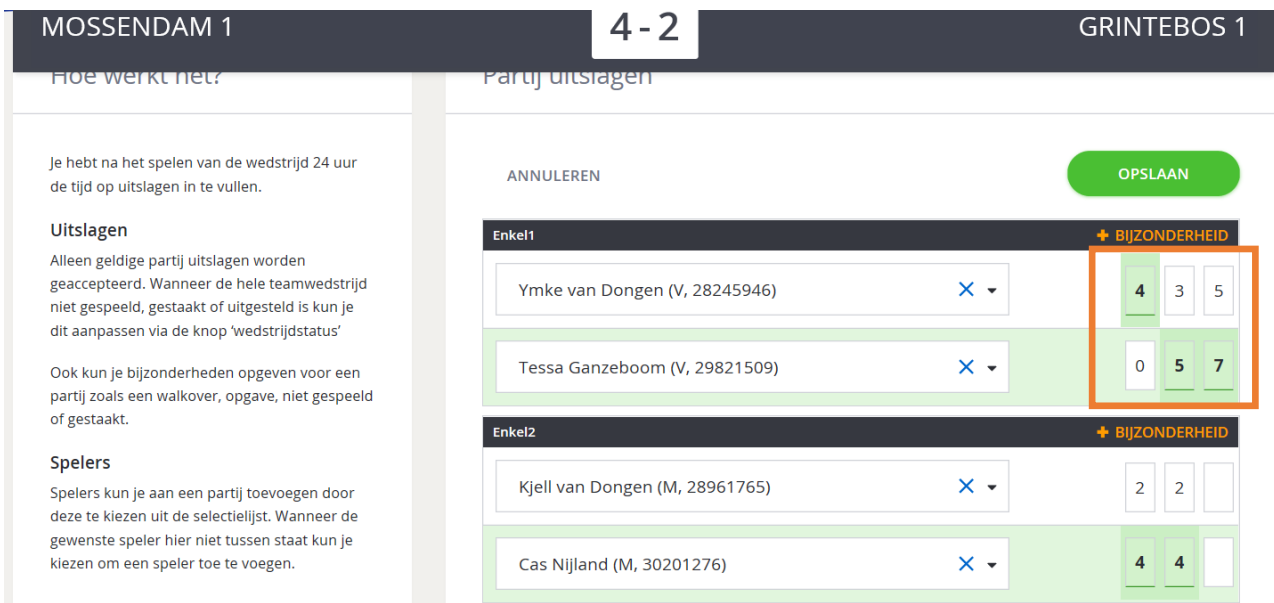 MOSSENDAM 1
4 - 2
GRINTEBOS 1
Hoe werkt het?
Partij uitslagen
Je hebt na het spelen van de wedstrijd 24 uur
de tijd op uitslagen in te vullen.
Uitslagen
Alleen geldige partij uitslagen worden
geaccepteerd. Wanneer de hele teamwedstrijd
niet gespeeld, gestaakt of uitgesteld is kun je
dit aanpassen via de knop ‘wedstrijdstatus’
Ook kun je bijzonderheden opgeven voor een
partij zoals een walkover, opgave, niet gespeeld
of gestaakt.
Spelers
Spelers kun je aan een partij toevoegen door
deze te kiezen uit de selectielijst. Wanneer de
gewenste speler hier niet tussen staat kun je
kiezen om een speler toe te voegen.
ANNULEREN
OPSLAAN
Enkel1
+ BIJZONDERHEID
Ymke van Dongen (V, 28245946)
4 3 5
Tessa Ganzeboom (V, 29821509)
0 5 7
Enkel2
+ BIJZONDERHEID
Kjell van Dongen (M, 28961765)
2 2
Cas Nijland (M, 30201276)
4 4